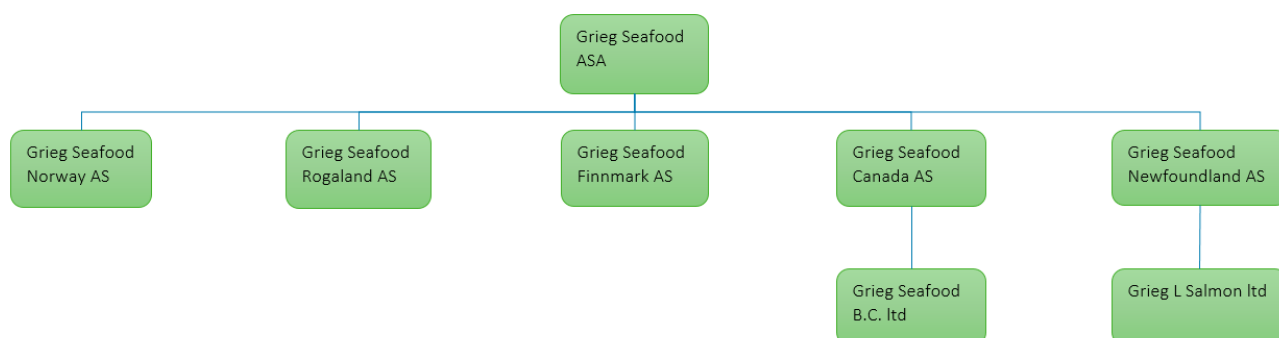 Grieg Seafood
ASA
Grieg Seafood
Norway AS
Grieg Seafood
Rogaland AS
Grieg Seafood
Finnmark AS
Grieg Seafood
Canada AS
Grieg Seafood
Newfoundland AS
Grieg Seafood
B.C. ltd
Grieg L Salmon ltd